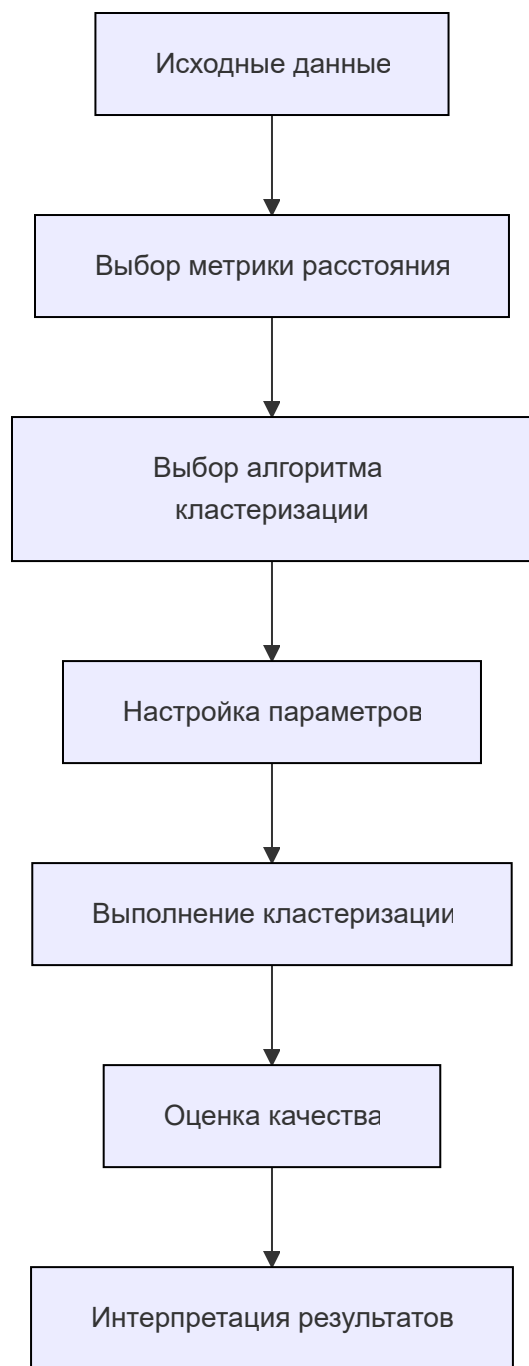 Исходные данные
Выбор метрики расстояния
Выбор алгоритма
кластеризации
Настройка параметров
Выполнение кластеризации
Оценка качества
Интерпретация результатов